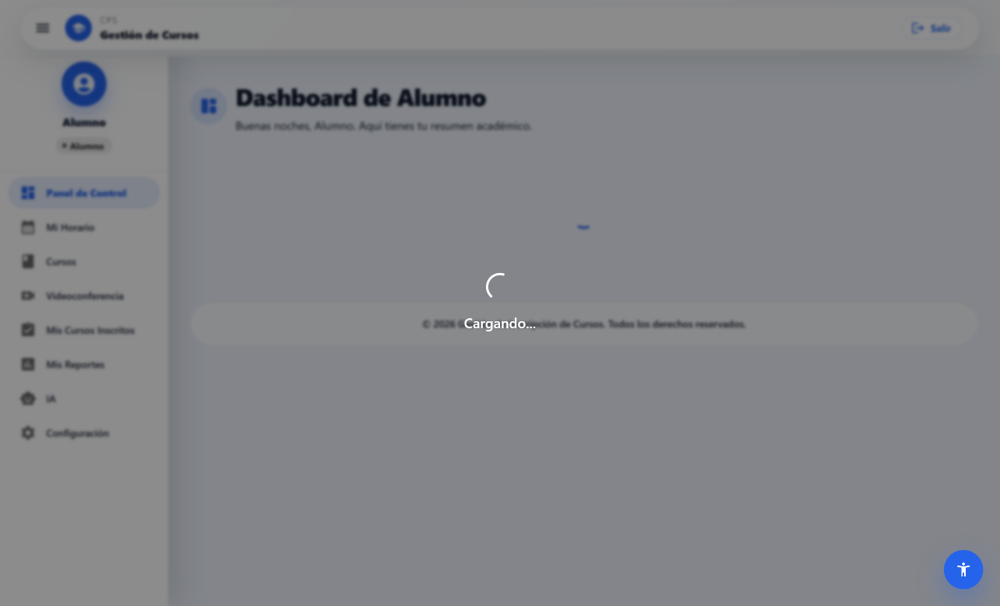 CPS
Gestión de Cursos
Salir
Alumno
Alumno
Panel de Control
Mi Horario
Cursos
Videoconferencia
Mis Cursos Inscritos
Mis Reportes
IA
Configuración
Dashboard de Alumno
Buenas noches, Alumno. Aquí tienes tu resumen académico.
Cargando...
© 2026 de Cursos. Todos los derechos reservados.